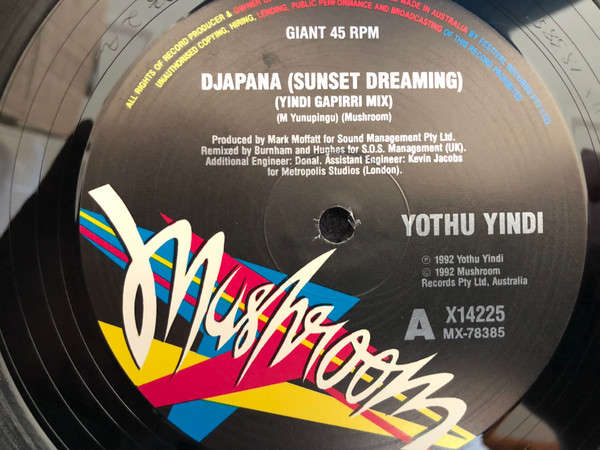 ALL RIGHTS OF RECORD PRODUCER & OWNER OF
MADE IN AUSTRALIA BY FESTIVAL RECORDS PTY LTD
UNAUTHORISED COPYING, HIRING, LENDING, PUBLIC PERFORMANCE AND BROADCASTING OF THIS RECORD PROHIBITED
GIANT 45 RPM
DJAPANA (SUNSET DREAMING)
(YINDI GAPIRRI MIX)
(M Yunupingu) (Mushroom)
Produced by Mark Moffatt for Sound Management Pty Ltd.
Remixed by Burnham and Hughes for S.O.S. Management (UK).
Additional Engineer: Donal. Assistant Engineer: Kevin Jacobs
for Metropolis Studios (London).
YOTHU YINDI
℗ 1992 Yothu Yindi
© 1992 Mushroom
Records Pty Ltd, Australia
A X14225
MX-78385
Mushroom